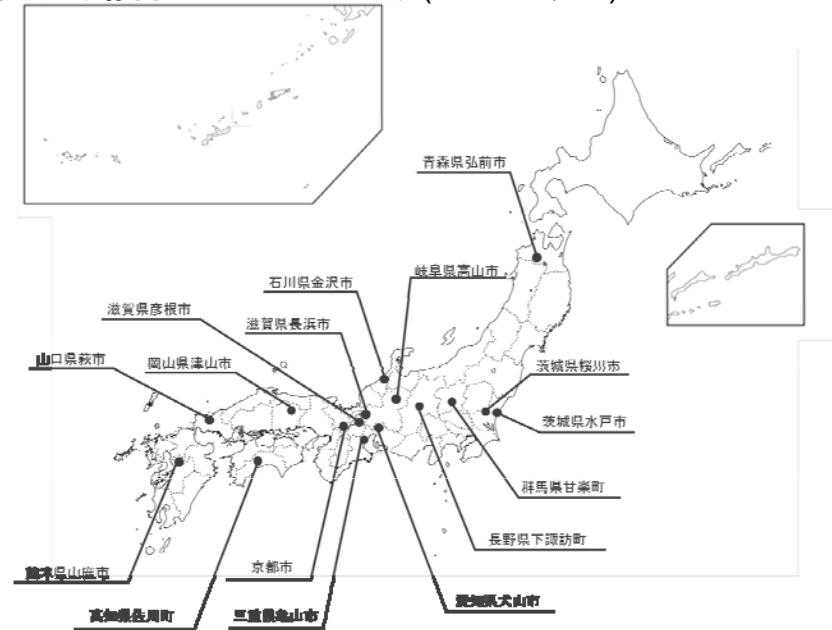 青森県弘前市
岐阜県高山市
石川県金沢市
滋賀県彦根市
滋賀県長浜市
山口県萩市
岡山県津山市
茨城県桜川市
茨城県水戸市
群馬県甘楽町
長野県下諏訪町
京都市
熊本県山鹿市
愛知県犬山市
高知県佐川町
三重県亀山市